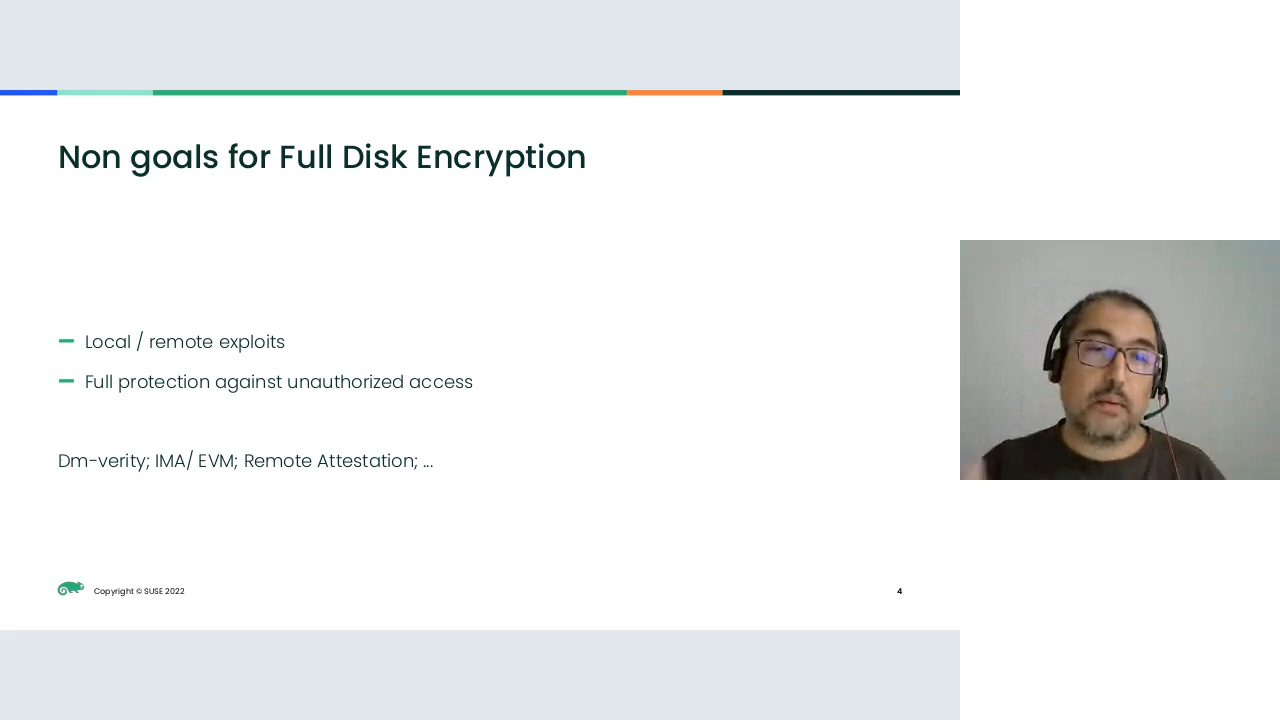 Non goals for Full Disk Encryption
Local / remote exploits
Full protection against unauthorized access
Dm-verity; IMA/ EVM; Remote Attestation; ...
Copyright © SUSE 2022
4